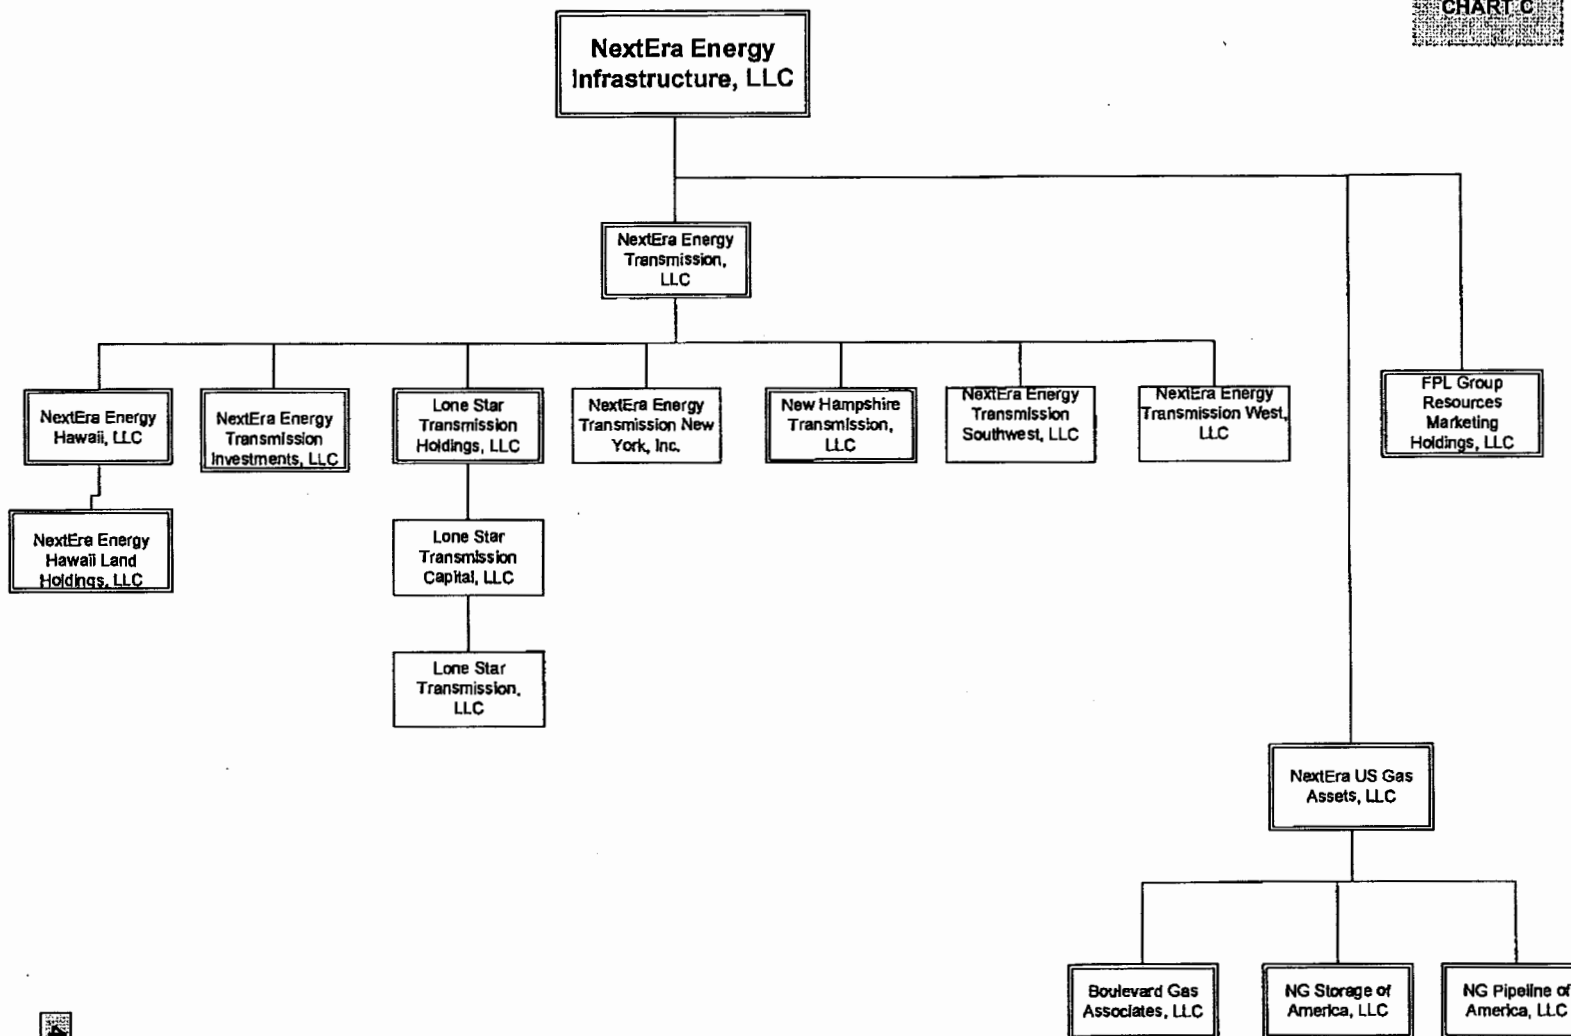 CHART C
NextEra Energy
Infrastructure, LLC
NextEra Energy
Transmission,
LLC
NextEra Energy
Hawaii, LLC
NextEra Energy
Transmission
Investments, LLC
Lone Star
Transmission
Holdings, LLC
NextEra Energy
Transmission New
York, Inc.
New Hampshire
Transmission,
LLC
NextEra Energy
Transmission
Southwest, LLC
NextEra Energy
Transmission West,
LLC
FPL Group
Resources
Marketing
Holdings, LLC
NextEra Energy
Hawaii Land
Holdings, LLC
Lone Star
Transmission
Capital, LLC
Lone Star
Transmission,
LLC
NextEra US Gas
Assets, LLC
Boulevard Gas
Associates, LLC
NG Storage of
America, LLC
NG Pipeline of
America, LLC